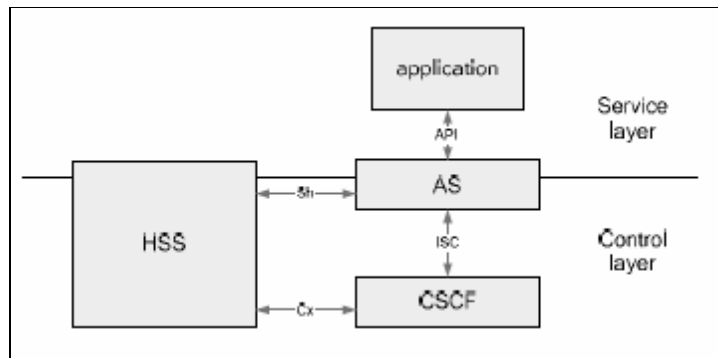 application
Service
layer
API
AS
Sh
HSS
ISC
Control
layer
CSCF
Cx